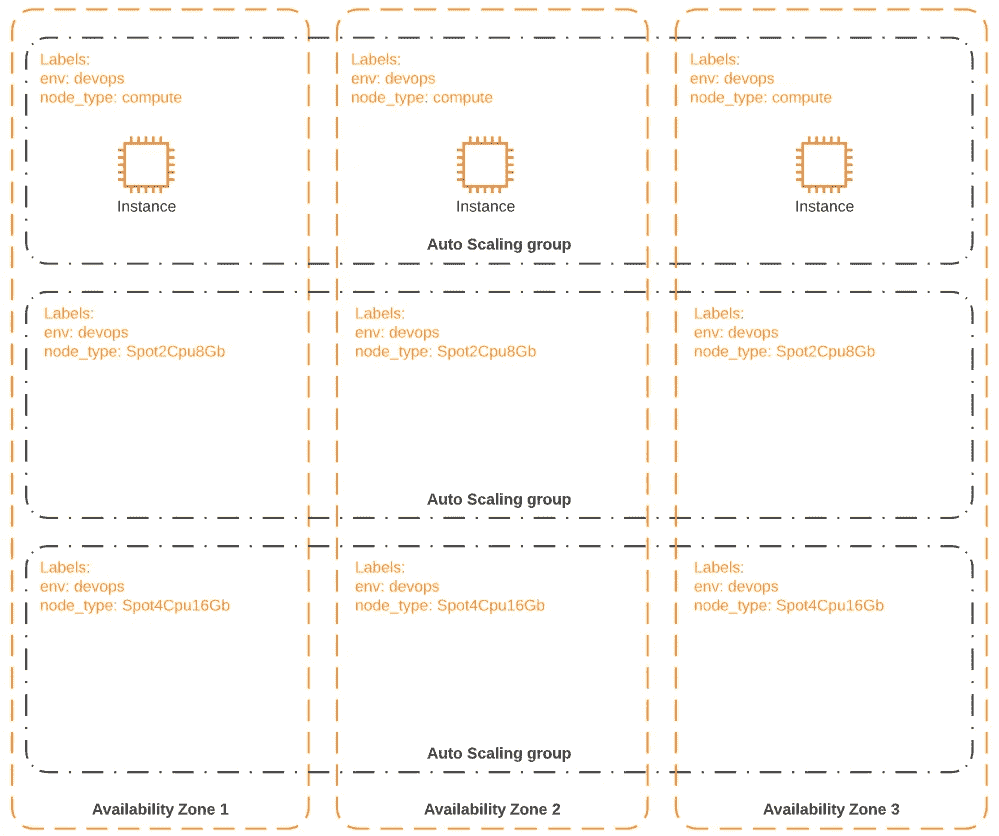 Labels:
env: devops
node_type: compute
Labels:
env: devops
node_type: compute
Labels:
env: devops
node_type: compute
Instance
Instance
Instance
Auto Scaling group
Labels:
env: devops
node_type: Spot2Cpu8Gb
Labels:
env: devops
node_type: Spot2Cpu8Gb
Labels:
env: devops
node_type: Spot2Cpu8Gb
Auto Scaling group
Labels:
env: devops
node_type: Spot4Cpu16Gb
Labels:
env: devops
node_type: Spot4Cpu16Gb
Labels:
env: devops
node_type: Spot4Cpu16Gb
Auto Scaling group
Availability Zone 1
Availability Zone 2
Availability Zone 3